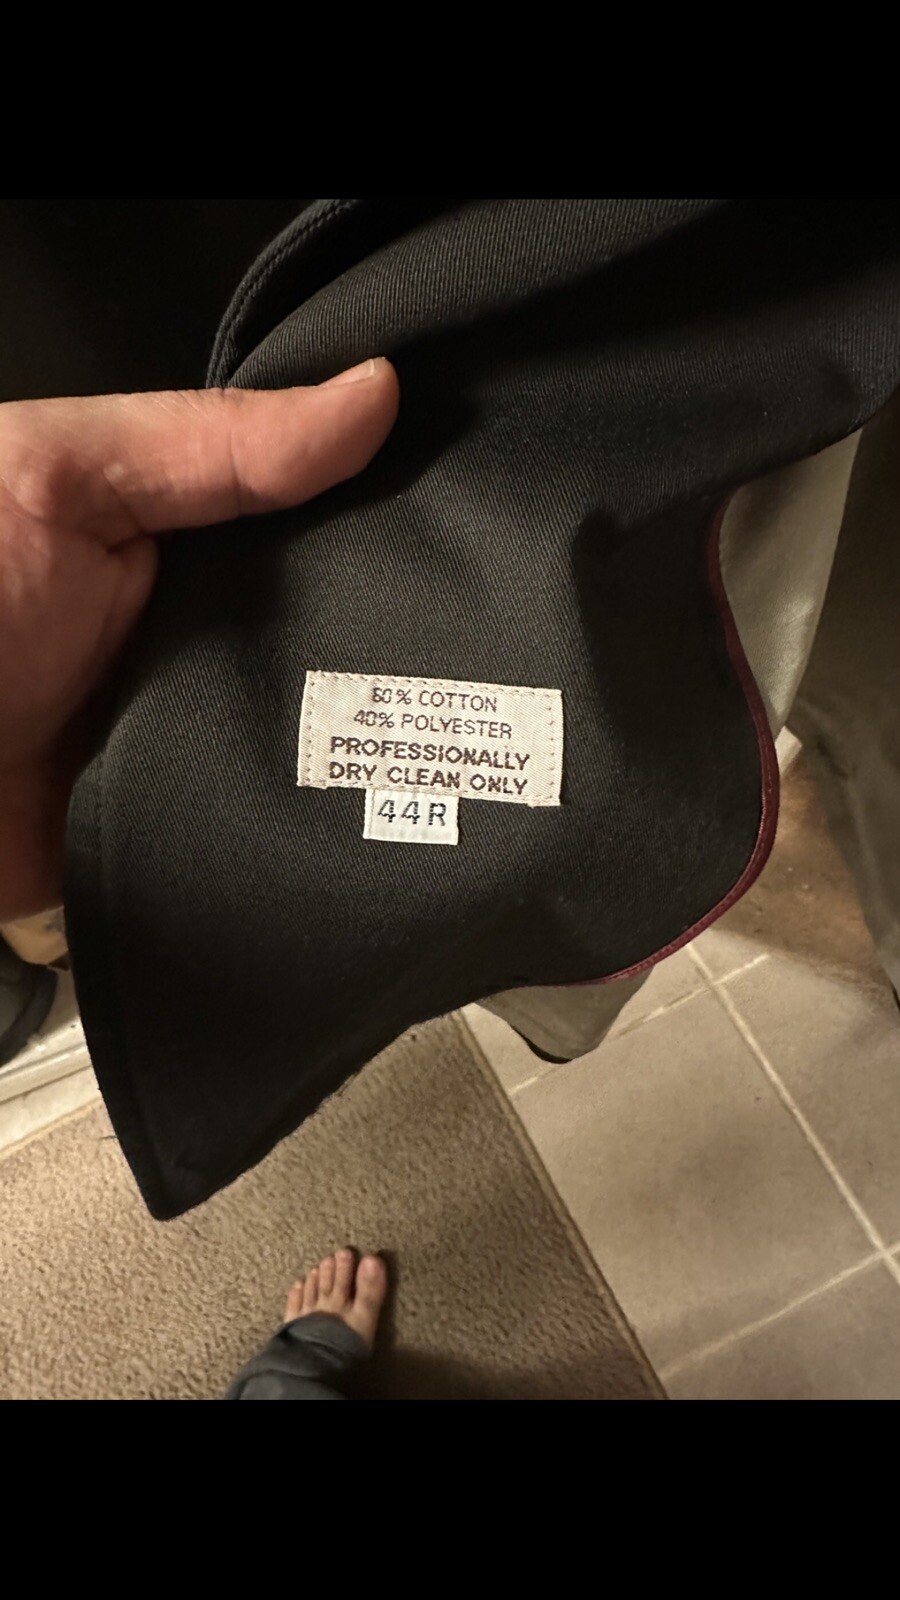 60% COTTON
40% POLYESTER
PROFESSIONALLY
DRY CLEAN ONLY
44R